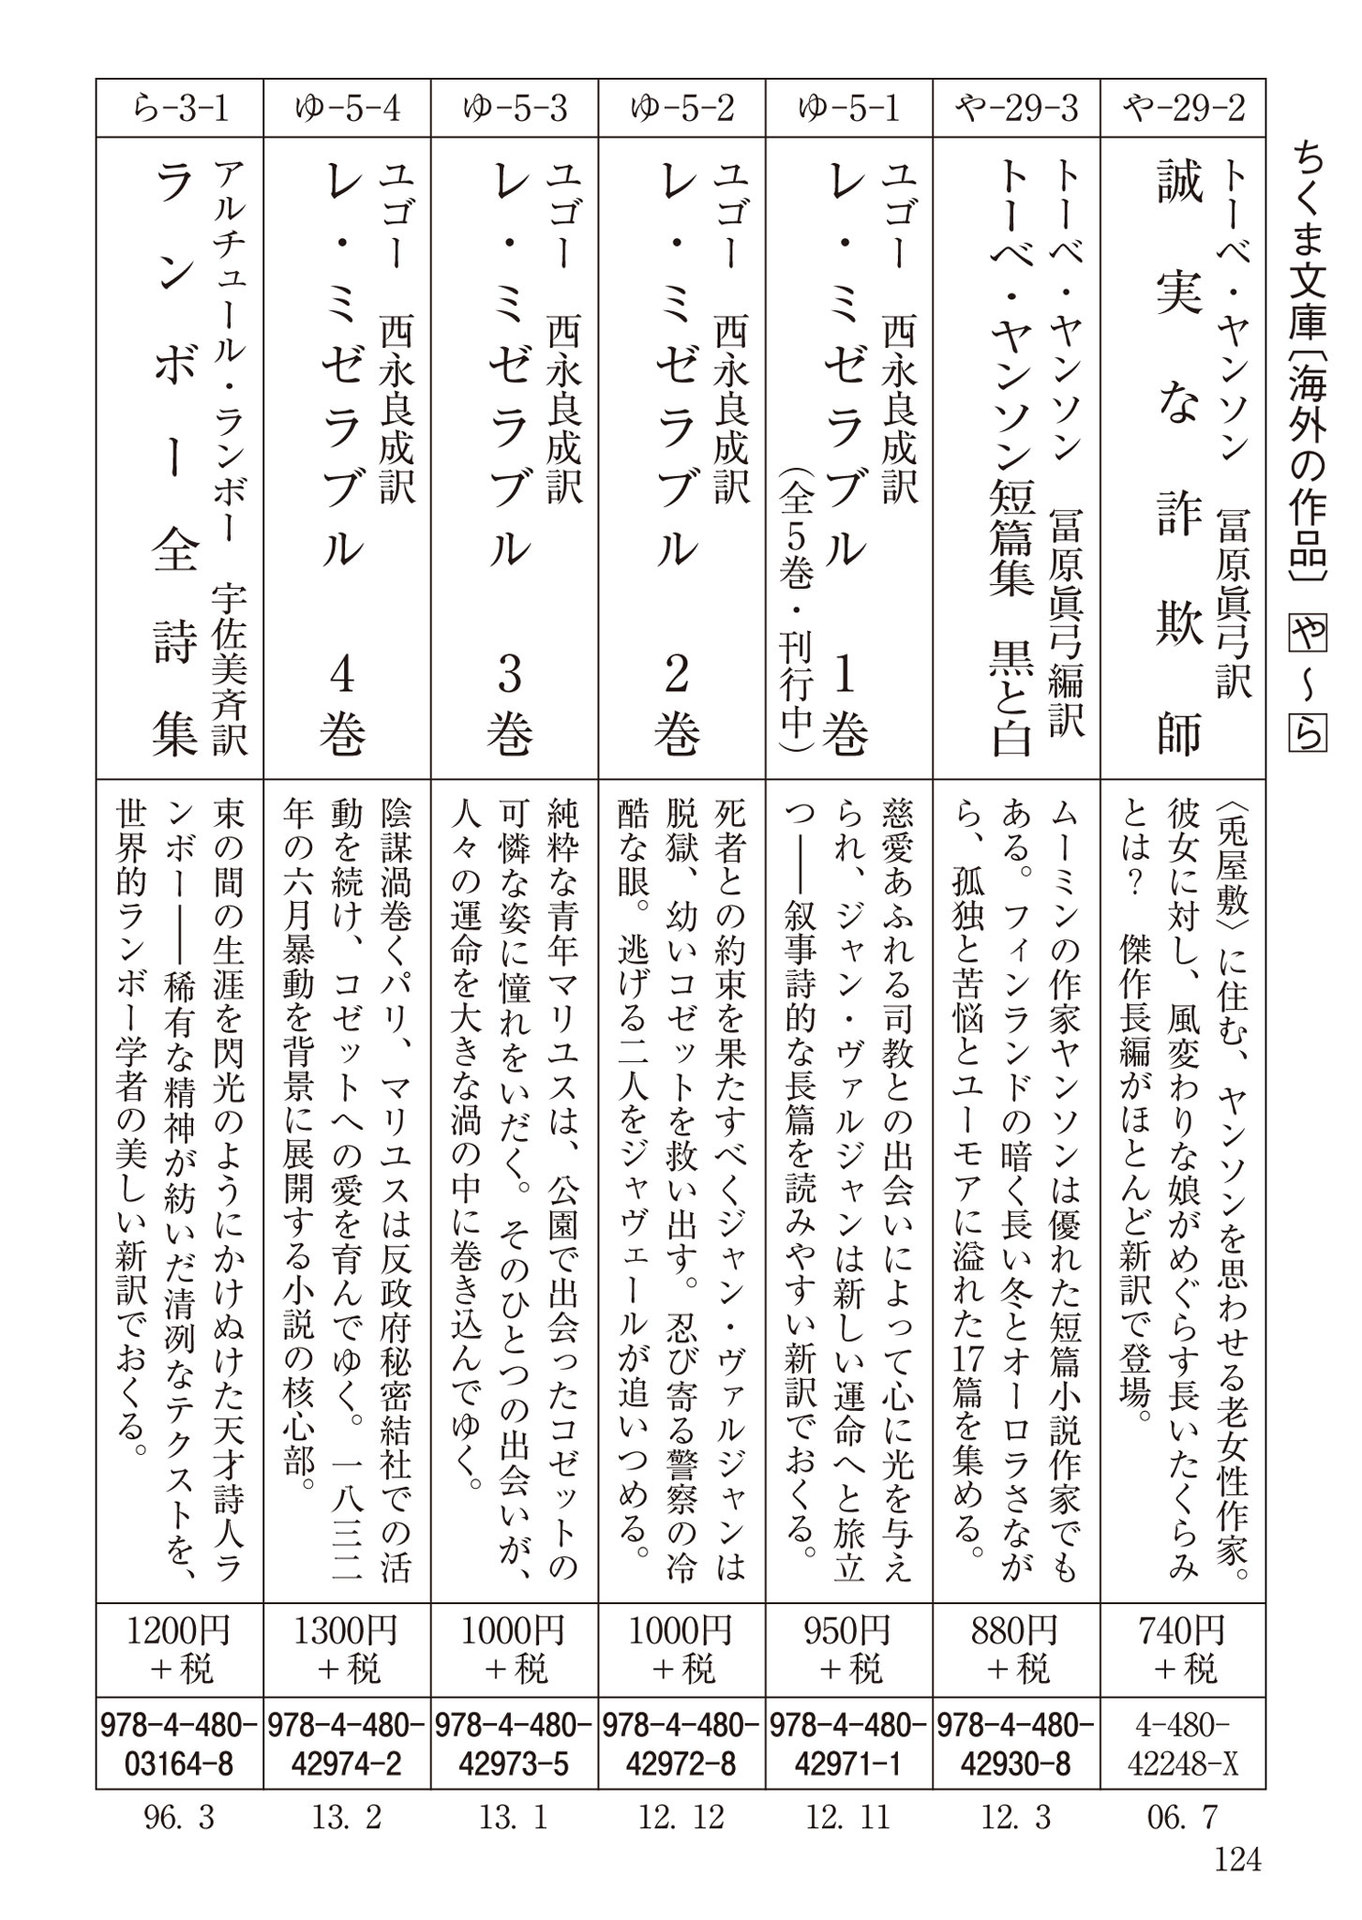 ちくま文庫〔海外の作品〕や〜ら
や-29-2
トーベ・ヤンソン 冨原眞弓訳
誠実な詐欺師
〈兎屋敷〉に住む、ヤンソンを思わせる老女性作家。
彼女に対し、風変わりな娘がめぐらす長いたくらみ
とは? 傑作長編がほとんど新訳で登場。
740円
+税
4-480-
42248-X
06. 7
や-29-3
トーベ・ヤンソン 冨原眞弓編訳
トーベ・ヤンソン短篇集 黒と白
ムーミンの作家ヤンソンは優れた短篇小説作家でも
ある。フィンランドの暗く長い冬とオーロラさなが
ら、孤独と苦悩とユーモアに溢れた17篇を集める。
880円
+税
978-4-480-
42930-8
12. 3
ゆ-5-1
ユゴー 西永良成訳
レ・ミゼラブル 1巻
(全5巻・刊行中)
慈愛あふれる司教との出会いによって心に光を与え
られ、ジャン・ヴァルジャンは新しい運命へと旅立
つ――叙事詩的な長篇を読みやすい新訳でおくる。
950円
+税
978-4-480-
42971-1
12. 11
ゆ-5-2
ユゴー 西永良成訳
レ・ミゼラブル 2巻
死者との約束を果たすべくジャン・ヴァルジャンは
脱獄、幼いコゼットを救い出す。忍び寄る警察の冷
酷な眼。逃げる二人をジャヴェールが追いつめる。
1000円
+税
978-4-480-
42972-8
12. 12
ゆ-5-3
ユゴー 西永良成訳
レ・ミゼラブル 3巻
純粋な青年マリユスは、公園で出会ったコゼットの
可憐な姿に憧れをいだく。そのひとつの出会いが、
人々の運命を大きな渦の中に巻き込んでゆく。
1000円
+税
978-4-480-
42973-5
13. 1
ゆ-5-4
ユゴー 西永良成訳
レ・ミゼラブル 4巻
陰謀渦巻くパリ、マリユスは反政府秘密結社での活
動を続け、コゼットへの愛を育んでゆく。一八三二
年の六月暴動を背景に展開する小説の核心部。
1300円
+税
978-4-480-
42974-2
13. 2
ら-3-1
アルチュール・ランボー 宇佐美斉訳
ランボー全詩集
束の間の生涯を閃光のようにかけぬけた天才詩人ラ
ンボー――稀有な精神が紡いだ清冽なテクストを、
世界的ランボー学者の美しい新訳でおくる。
1200円
+税
978-4-480-
03164-8
96. 3
124